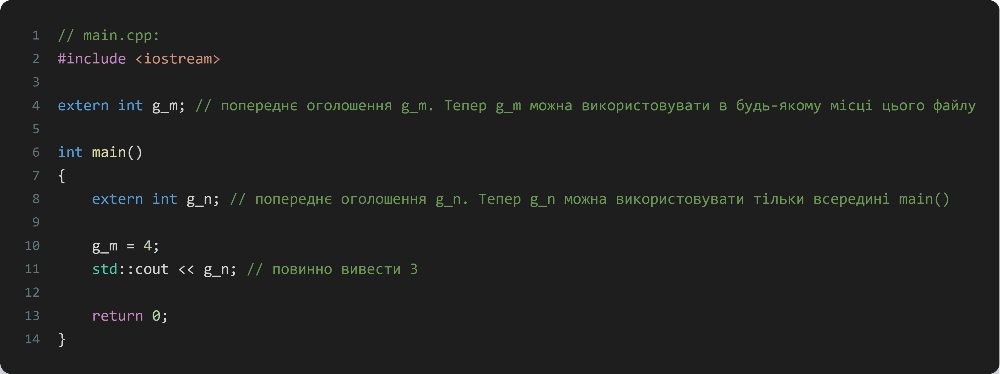 1 // main.cpp:
2 #include <iostream>
3
4 extern int g_m; // попереднє оголошення g_m. Тепер g_m можна використовувати в будь-якому місці цього файлу
5
6 int main()
7 {
8     extern int g_n; // попереднє оголошення g_n. Тепер g_n можна використовувати тільки всередині main()
9
10     g_m = 4;
11     std::cout << g_n; // повинно вивести 3
12
13     return 0;
14 }